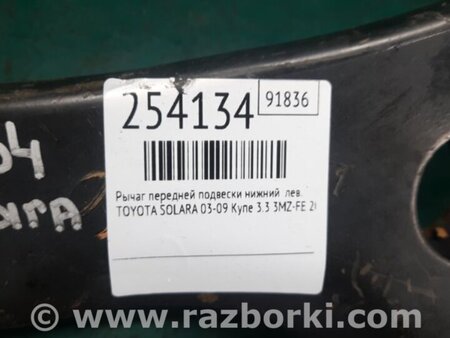 254134
91836
Рычаг передней подвески нижний лев.
TOYOTA SOLARA 03-09 Купе 3.3 3MZ-FE
04
www.razborki.com